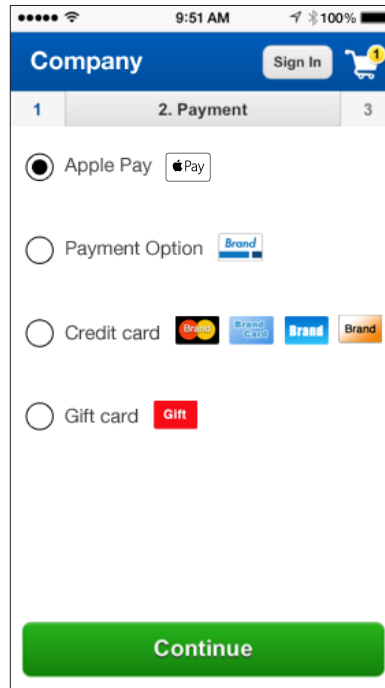 9:51 AM 100%
Company Sign In 1
1 2. Payment 3
Apple Pay Pay
Payment Option Brand
Credit card Brand Brand Card Brand Brand
Gift card Gift
Continue